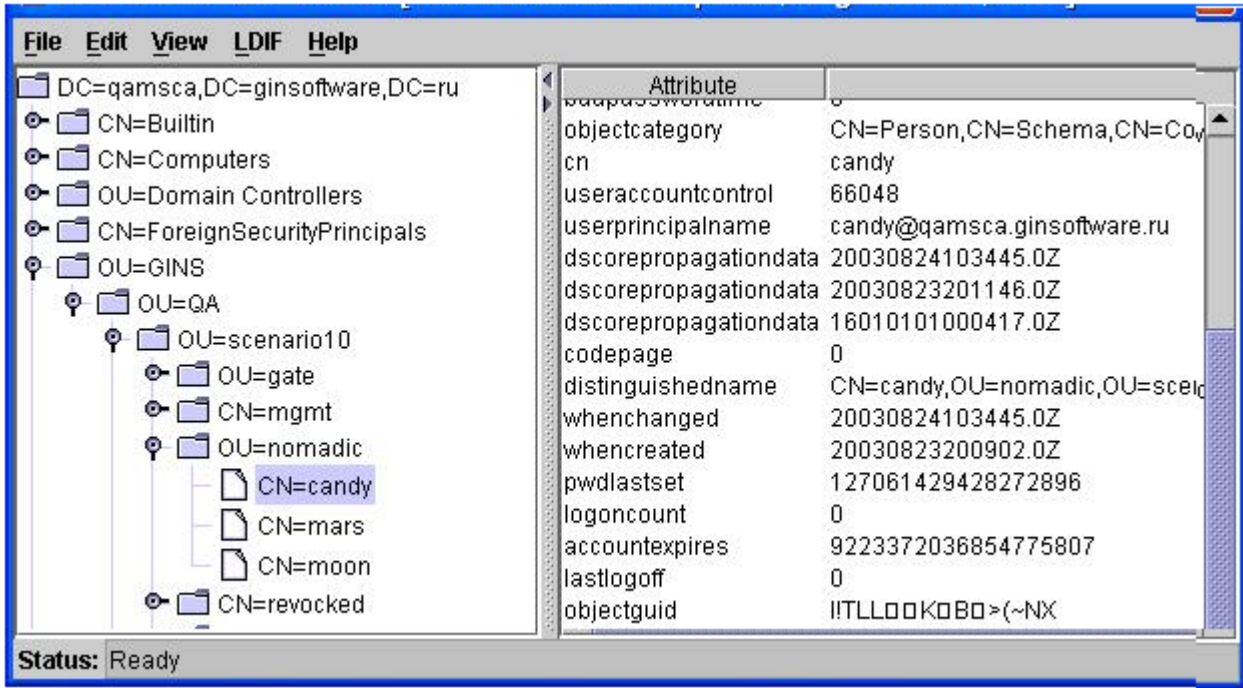 File Edit View LDIF Help
DC=qamsca,DC=ginsoftware,DC=ru
CN=Builtin
CN=Computers
OU=Domain Controllers
CN=ForeignSecurityPrincipals
OU=GINS
OU=QA
OU=scenario10
OU=gate
CN=mgmt
OU=nomadic
CN=candy
CN=mars
CN=moon
CN=revoked
Attribute
objectcategory CN=Person,CN=Schema,CN=Co
cn candy
useraccountcontrol 66048
userprincipalname candy@qamsca.ginsoftware.ru
dscorepropagationdata 20030824103445.0Z
dscorepropagationdata 20030823201146.0Z
dscorepropagationdata 16010101000417.0Z
codepage 0
distinguishedname CN=candy,OU=nomadic,OU=sce
whenchanged 20030824103445.0Z
whencreated 20030823200902.0Z
pwdlastset 127061429428272896
logoncount 0
accountexpires 9223372036854775807
lastlogoff 0
objectguid
Status: Ready